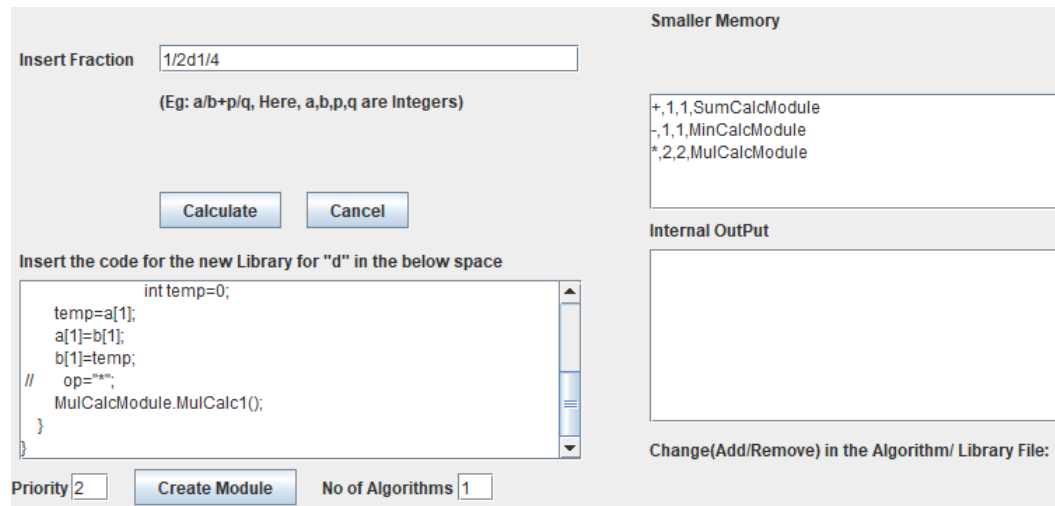 Smaller Memory
Insert Fraction 1/2d1/4
(Eg: a/b+p/q, Here, a,b,p,q are Integers)
+,1,1,SumCalcModule
-,1,1,MinCalcModule
*,2,2,MulCalcModule
Calculate Cancel
Internal OutPut
Insert the code for the new Library for "d" in the below space
int temp=0;
temp=a[1];
a[1]=b[1];
b[1]=temp;
// op="*";
MulCalcModule.MulCalc1();
}
}
Change(Add/Remove) in the Algorithm/ Library File:
Priority 2 Create Module No of Algorithms 1